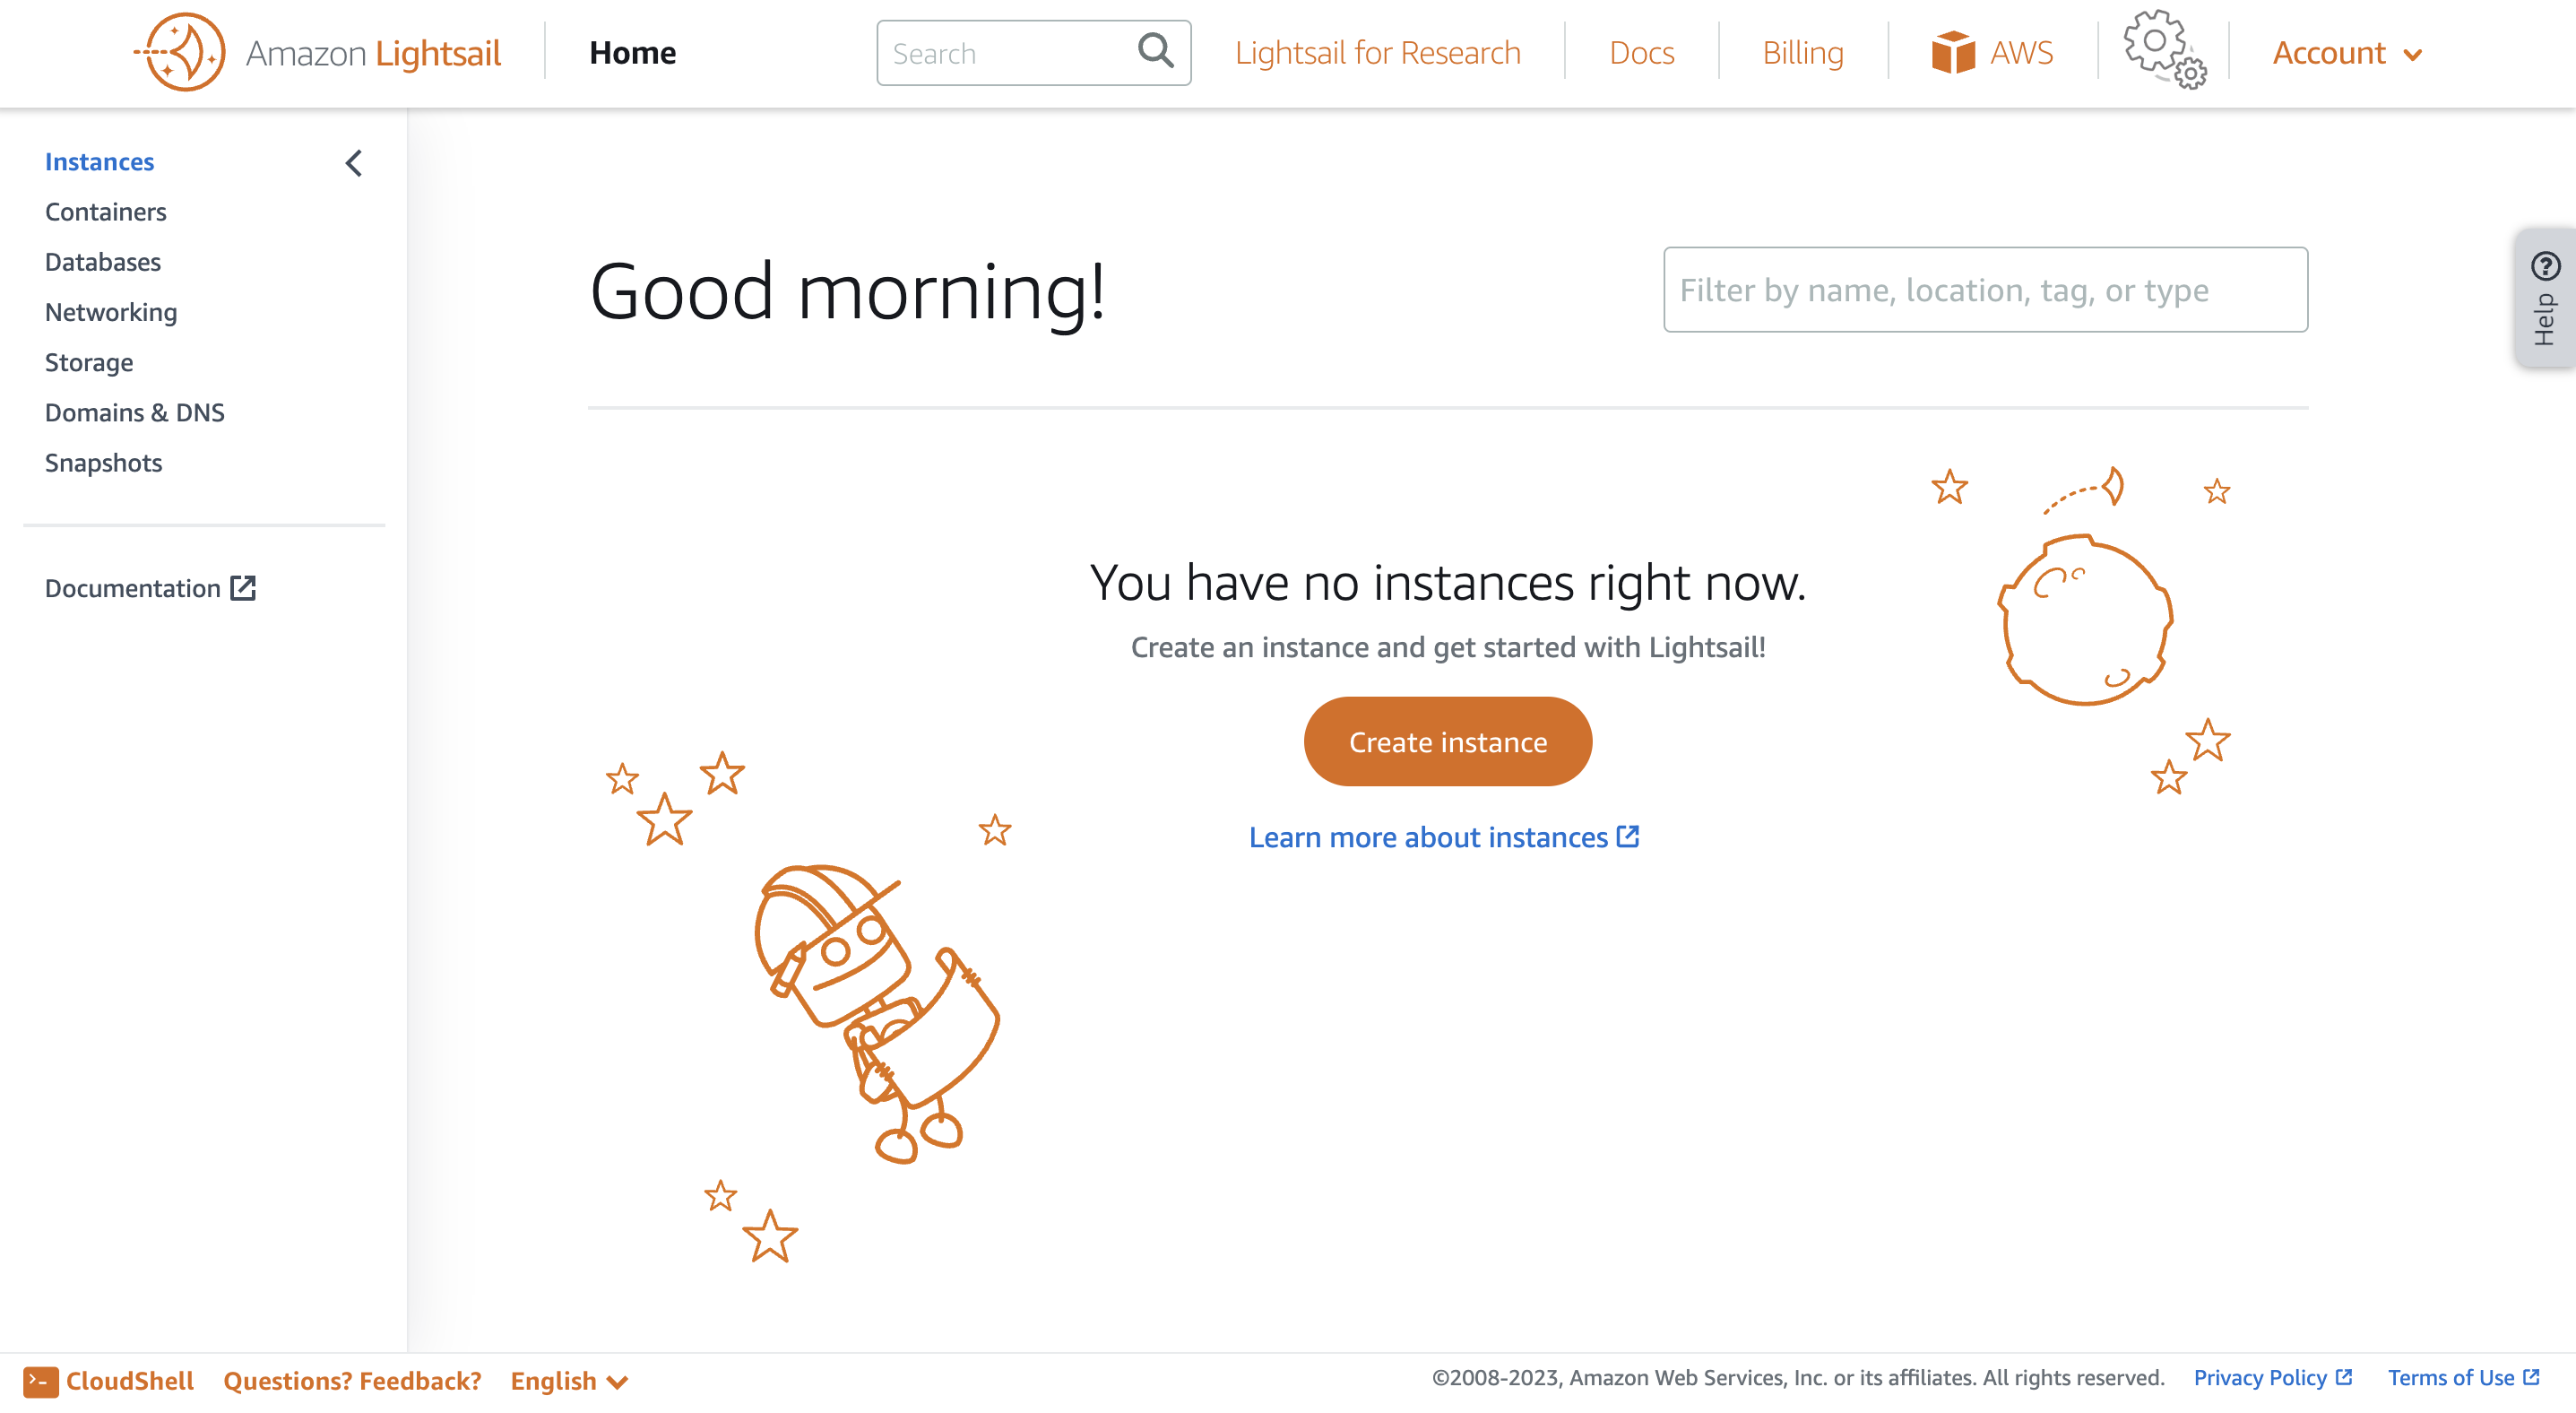 Amazon Lightsail
Home
Search
Lightsail for Research
Docs
Billing
AWS
Account
Instances
Containers
Databases
Networking
Storage
Domains & DNS
Snapshots
Documentation
Good morning!
Filter by name, location, tag, or type
Help
You have no instances right now.
Create an instance and get started with Lightsail!
Create instance
Learn more about instances
CloudShell
Questions? Feedback?
English
©2008-2023, Amazon Web Services, Inc. or its affiliates. All rights reserved.
Privacy Policy
Terms of Use